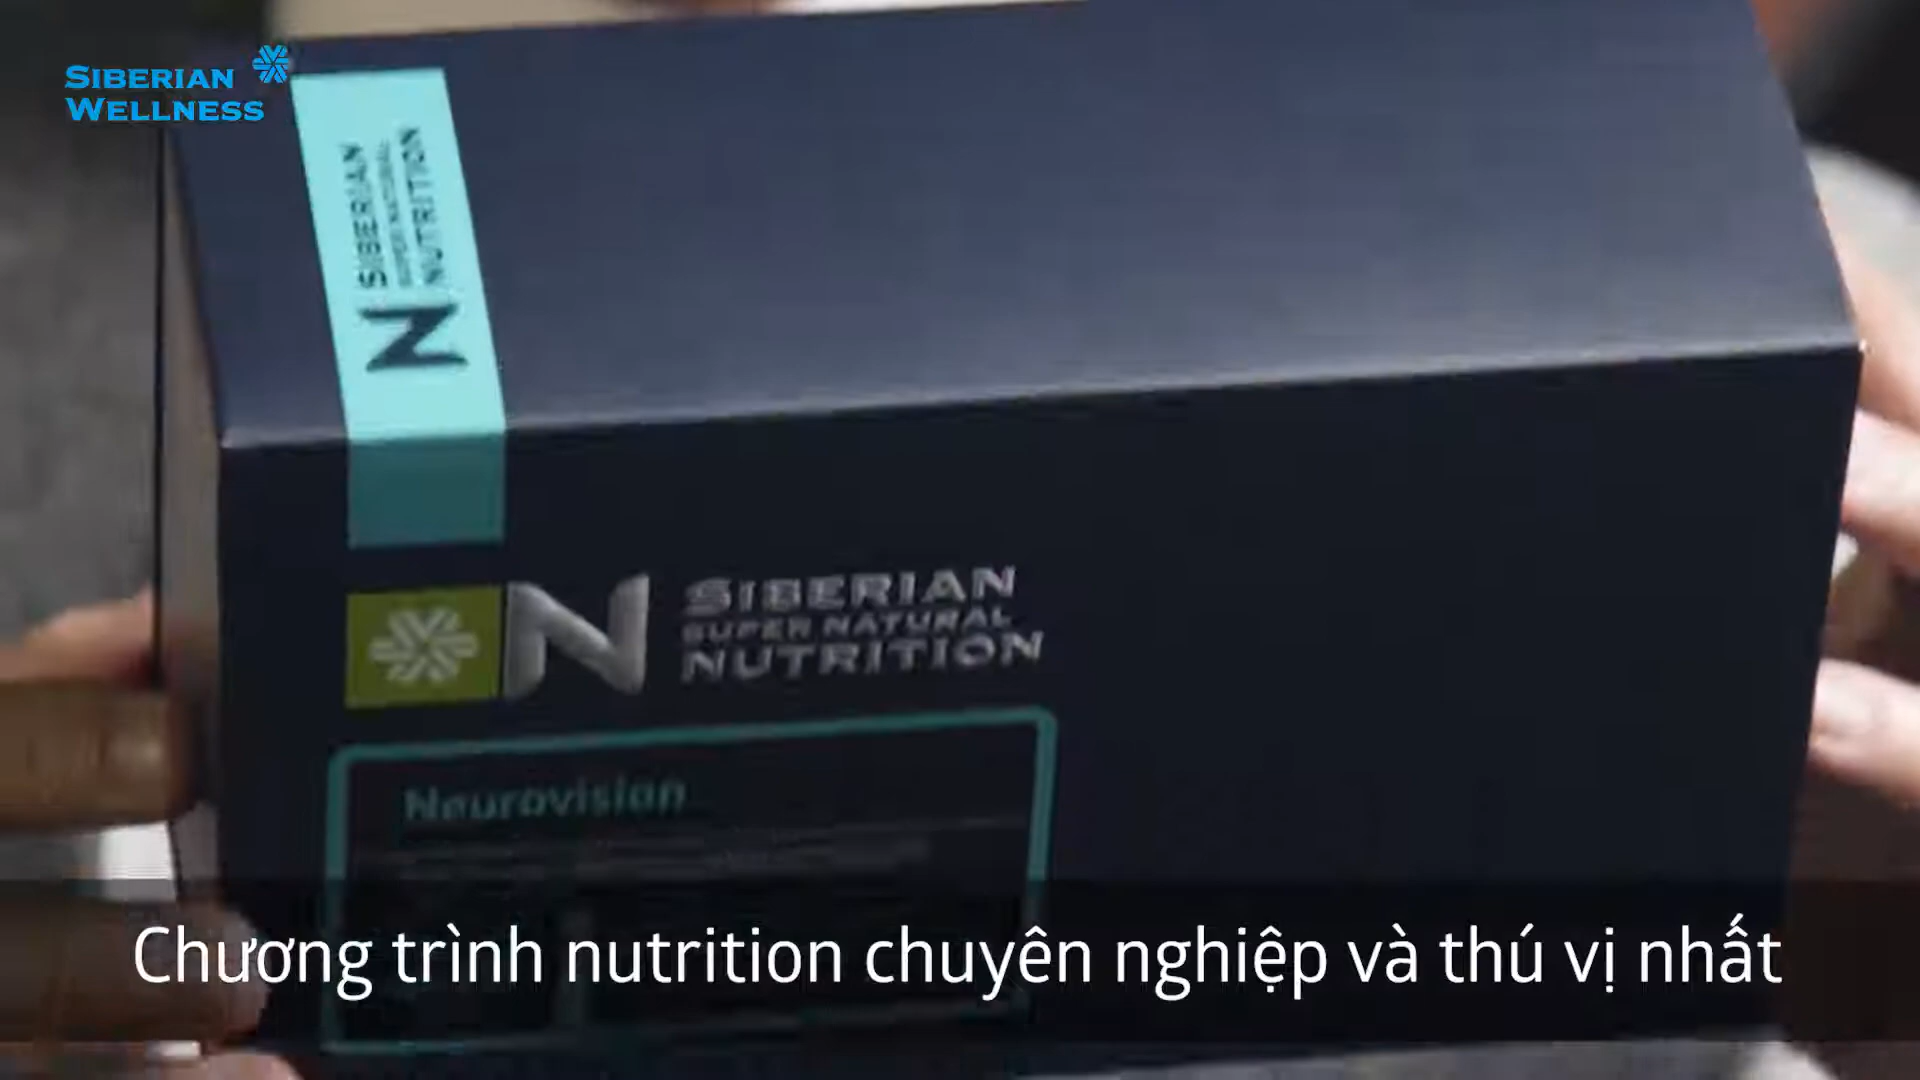 SIBERIAN
WELLNESS
N SIBERIAN
SUPER NATURAL
NUTRITION
N SIBERIAN
SUPER NATURAL
NUTRITION
Neurovision
Chương trình nutrition chuyên nghiệp và thú vị nhất